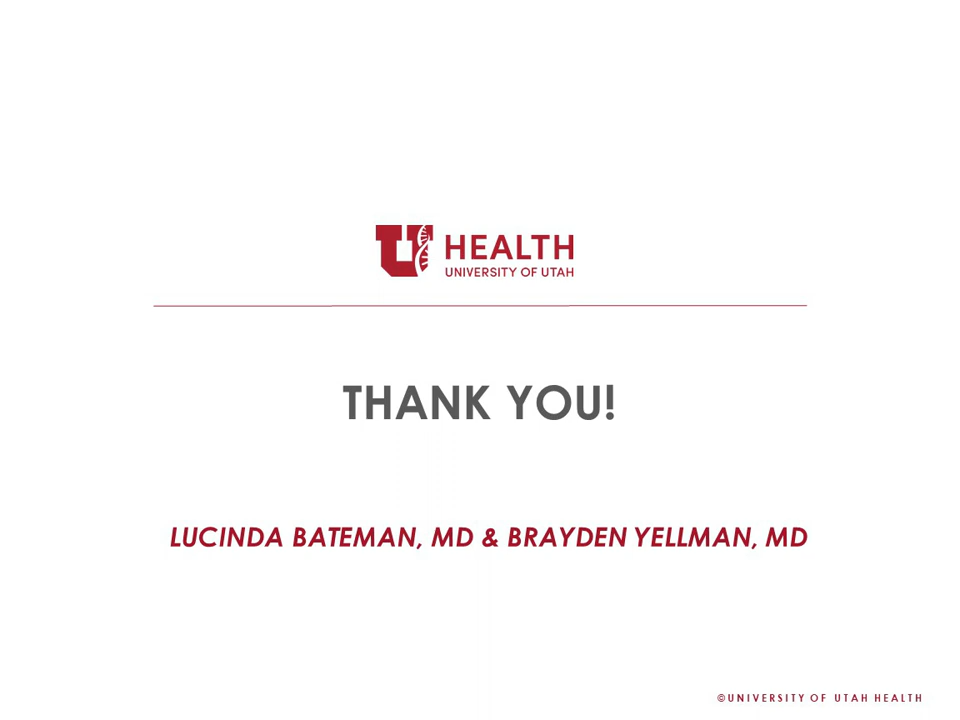 U HEALTH
UNIVERSITY OF UTAH
THANK YOU!
LUCINDA BATEMAN, MD & BRAYDEN YELLMAN, MD
©UNIVERSITY OF UTAH HEALTH